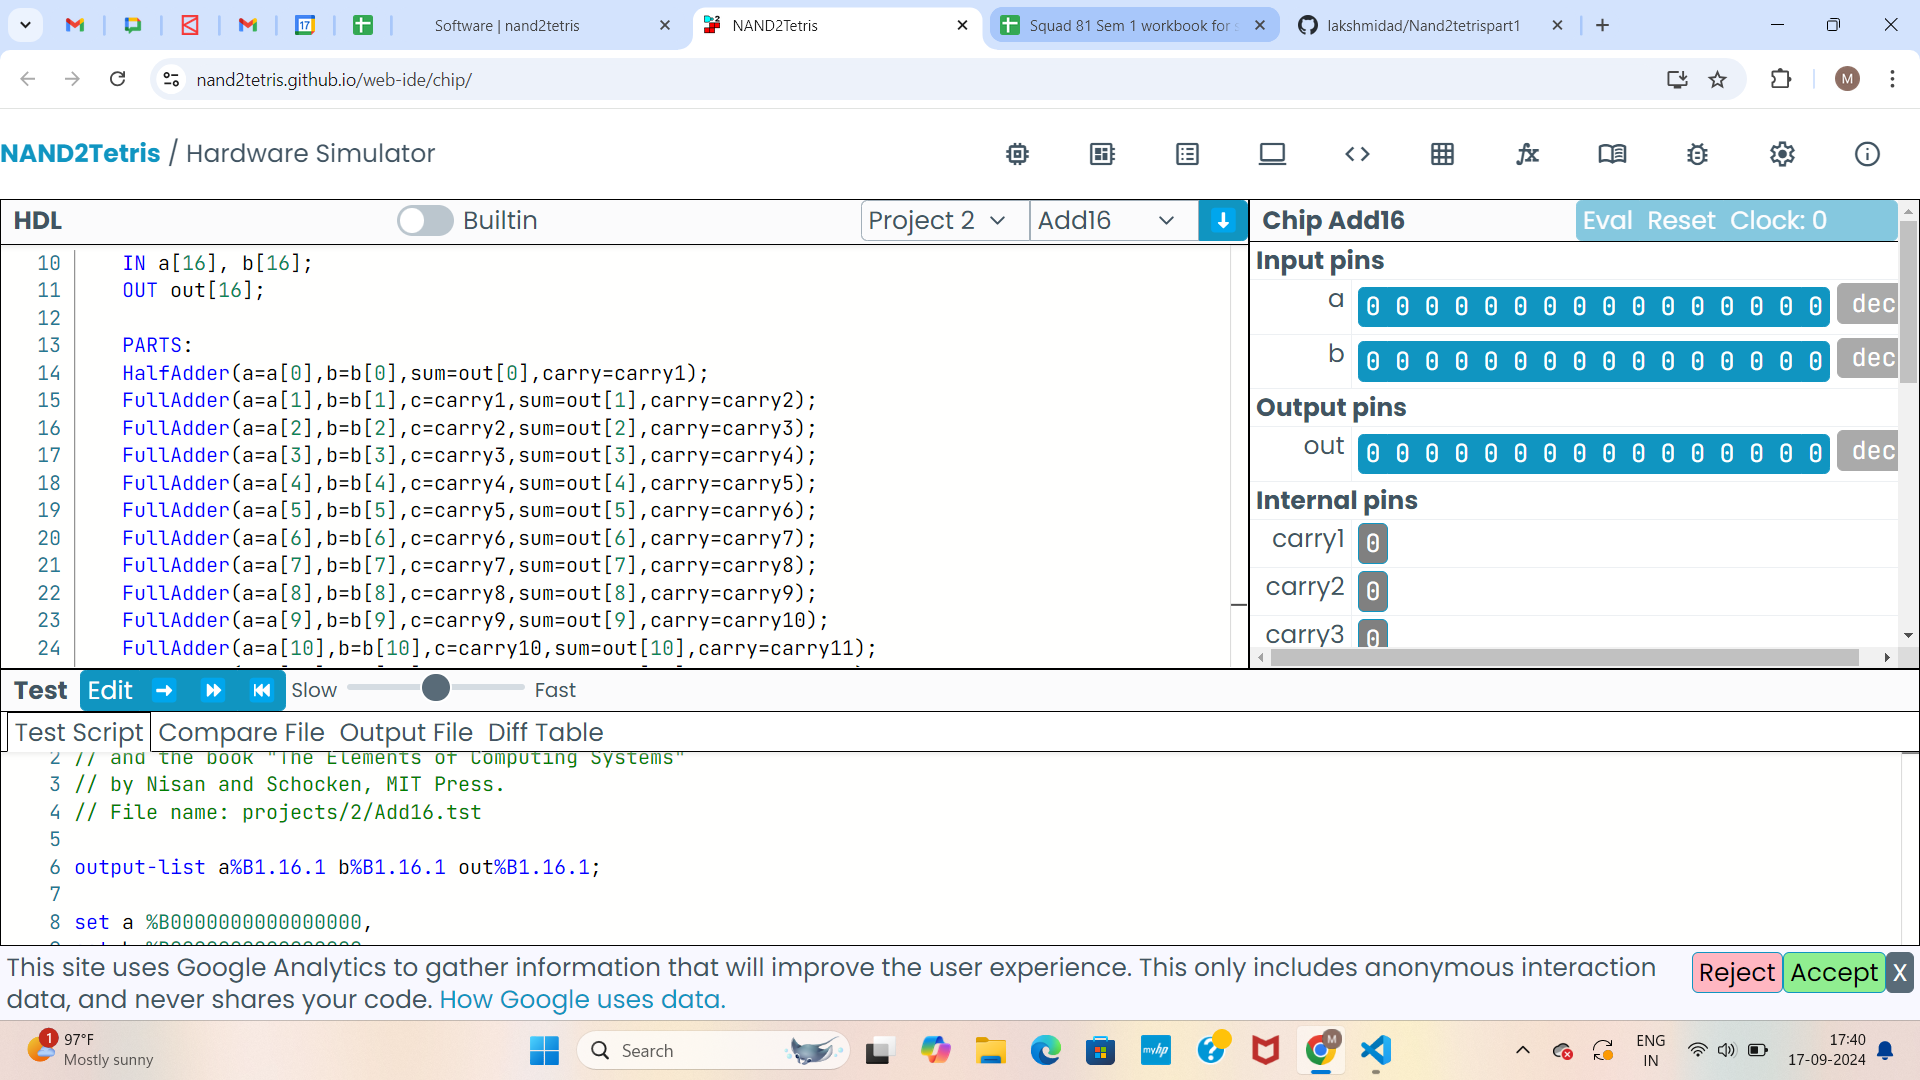 Software | nand2tetris
NAND2Tetris
Squad 81 Sem 1 workbook for s
lakshmidad/Nand2tetrispart1
17
nand2tetris.github.io/web-ide/chip/
M
NAND2Tetris / Hardware Simulator
HDL
Builtin
Project 2
Add16
10 IN a[16], b[16];
11 OUT out[16];
12
13 PARTS:
14 HalfAdder(a=a[0],b=b[0],sum=out[0],carry=carry1);
15 FullAdder(a=a[1],b=b[1],c=carry1,sum=out[1],carry=carry2);
16 FullAdder(a=a[2],b=b[2],c=carry2,sum=out[2],carry=carry3);
17 FullAdder(a=a[3],b=b[3],c=carry3,sum=out[3],carry=carry4);
18 FullAdder(a=a[4],b=b[4],c=carry4,sum=out[4],carry=carry5);
19 FullAdder(a=a[5],b=b[5],c=carry5,sum=out[5],carry=carry6);
20 FullAdder(a=a[6],b=b[6],c=carry6,sum=out[6],carry=carry7);
21 FullAdder(a=a[7],b=b[7],c=carry7,sum=out[7],carry=carry8);
22 FullAdder(a=a[8],b=b[8],c=carry8,sum=out[8],carry=carry9);
23 FullAdder(a=a[9],b=b[9],c=carry9,sum=out[9],carry=carry10);
24 FullAdder(a=a[10],b=b[10],c=carry10,sum=out[10],carry=carry11);
Chip Add16
Eval Reset Clock: 0
Input pins
a 0 0 0 0 0 0 0 0 0 0 0 0 0 0 0 0 dec
b 0 0 0 0 0 0 0 0 0 0 0 0 0 0 0 0 dec
Output pins
out 0 0 0 0 0 0 0 0 0 0 0 0 0 0 0 0 dec
Internal pins
carry1 0
carry2 0
carry3 0
Test Edit Slow Fast
Test Script Compare File Output File Diff Table
2 // and the book "The Elements of Computing Systems"
3 // by Nisan and Schocken, MIT Press.
4 // File name: projects/2/Add16.tst
5
6 output-list a%B1.16.1 b%B1.16.1 out%B1.16.1;
7
8 set a %B0000000000000000,
This site uses Google Analytics to gather information that will improve the user experience. This only includes anonymous interaction
data, and never shares your code. How Google uses data.
Reject Accept X
1
97°F
Mostly sunny
Search
myhp
M
ENG
IN
17:40
17-09-2024